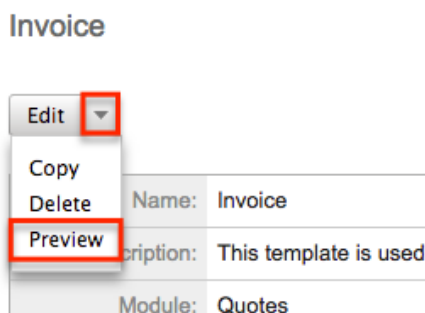 Invoice
Edit
Copy
Delete
Preview
Name: Invoice
cription: This template is used
Module: Quotes